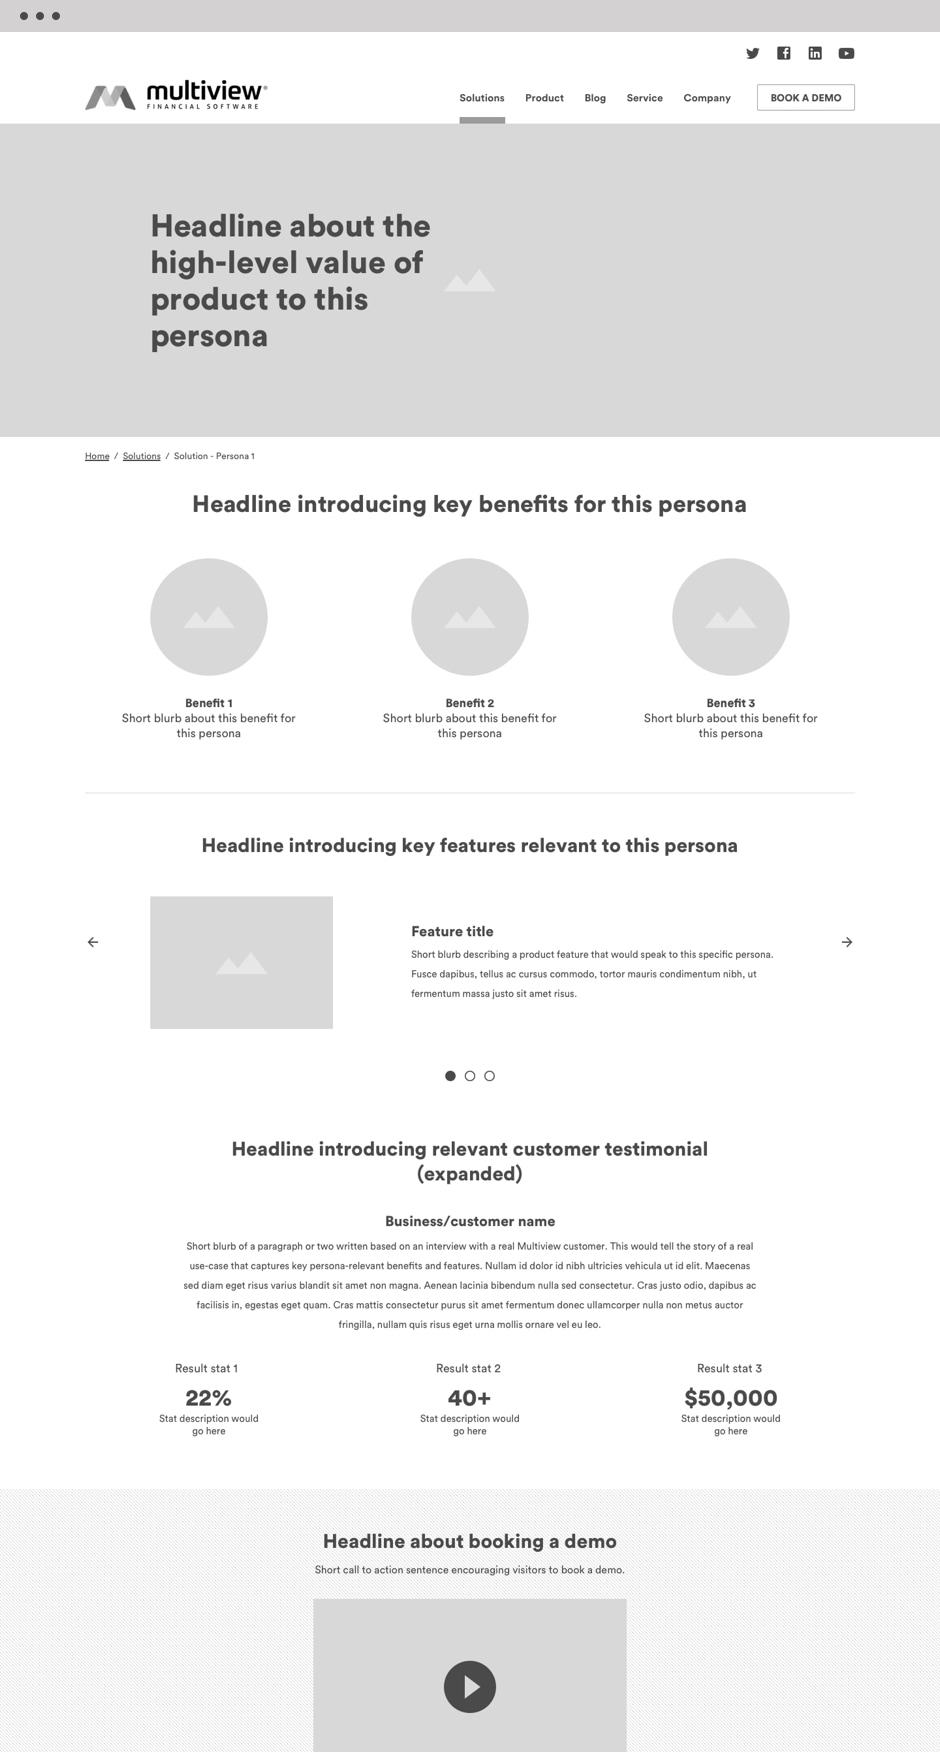 multiview®
FINANCIAL SOFTWARE
Solutions Product Blog Service Company BOOK A DEMO
Headline about the
high-level value of
product to this
persona
Home / Solutions / Solution - Persona 1
Headline introducing key benefits for this persona
Benefit 1
Short blurb about this benefit for
this persona
Benefit 2
Short blurb about this benefit for
this persona
Benefit 3
Short blurb about this benefit for
this persona
Headline introducing key features relevant to this persona
Feature title
Short blurb describing a product feature that would speak to this specific persona.
Fusce dapibus, tellus ac cursus commodo, tortor mauris condimentum nibh, ut
fermentum massa justo sit amet risus.
Headline introducing relevant customer testimonial
(expanded)
Business/customer name
Short blurb of a paragraph or two written based on an interview with a real Multiview customer. This would tell the story of a real
use-case that captures key persona-relevant benefits and features. Nullam id dolor id nibh ultricies vehicula ut id elit. Maecenas
sed diam eget risus varius blandit sit amet non magna. Aenean lacinia bibendum nulla sed consectetur. Cras justo odio, dapibus ac
facilisis in, egestas eget quam. Cras mattis consectetur purus sit amet fermentum donec ullamcorper nulla non metus auctor
fringilla, nullam quis risus eget urna mollis ornare vel eu leo.
Result stat 1
22%
Stat description would
go here
Result stat 2
40+
Stat description would
go here
Result stat 3
$50,000
Stat description would
go here
Headline about booking a demo
Short call to action sentence encouraging visitors to book a demo.